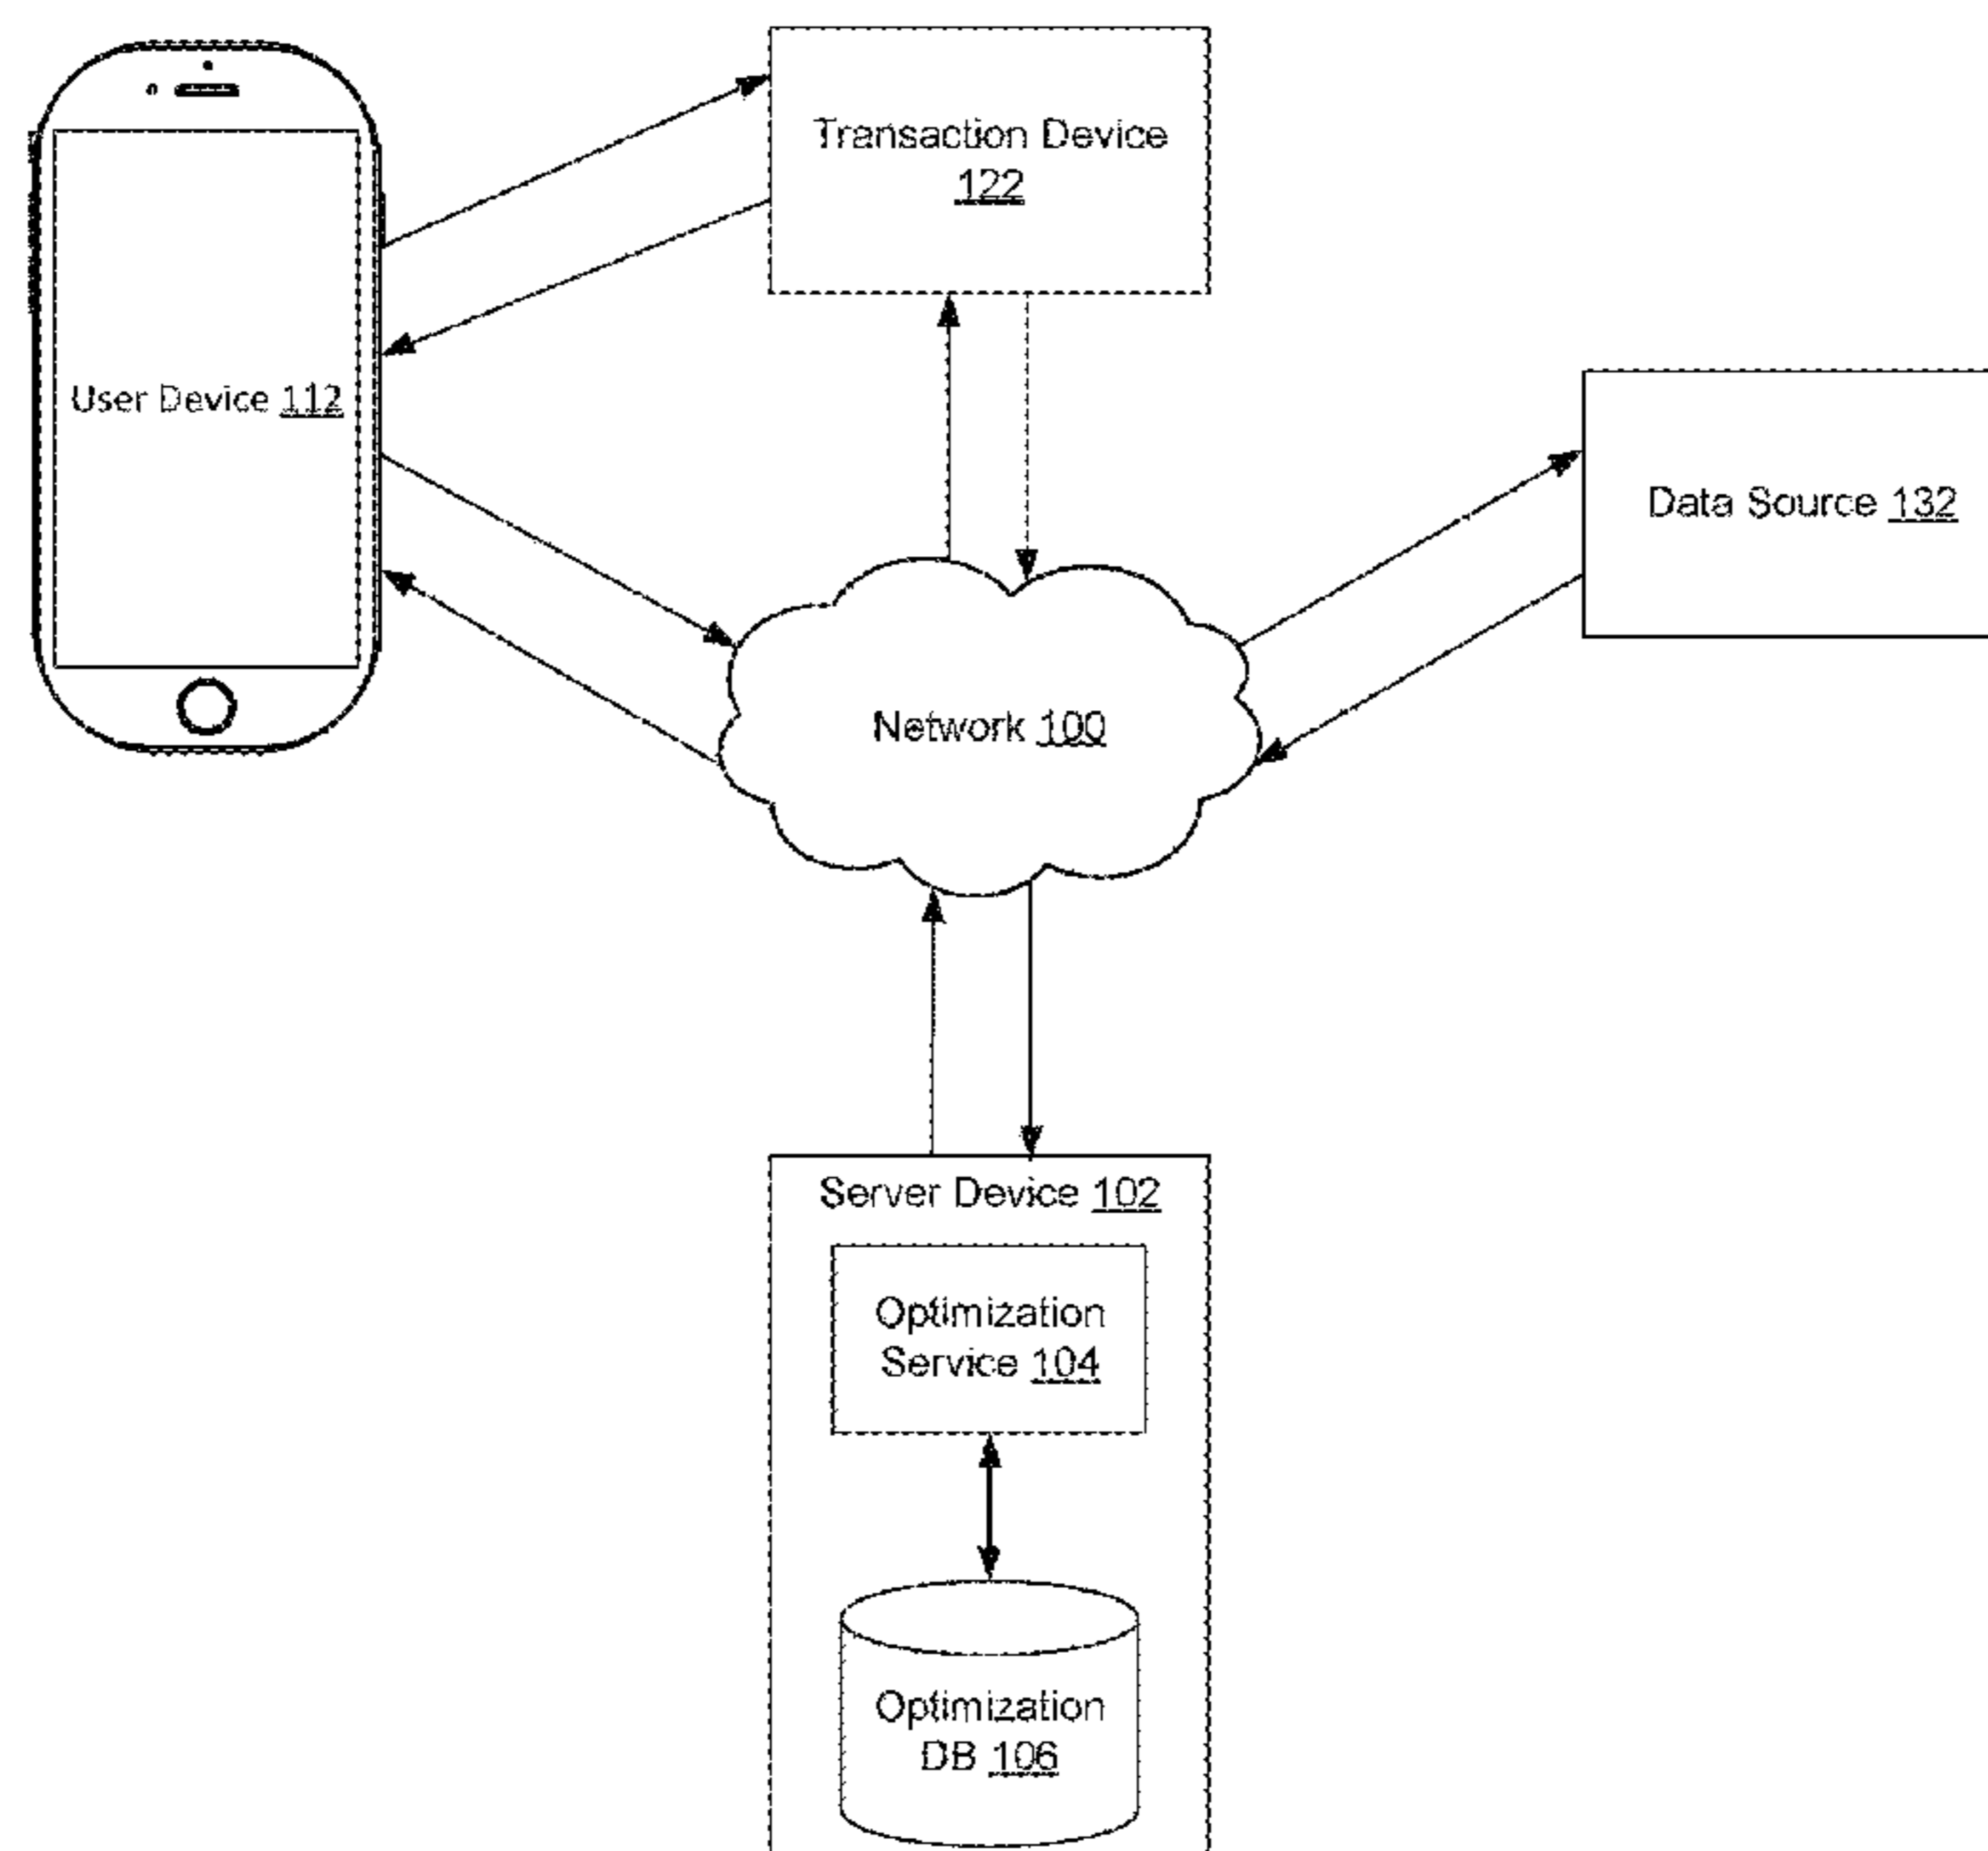 Transaction Device
122
User Device 112
Data Source 132
Network 100
Server Device 102
Optimization
Service 104
Optimization
DB 106